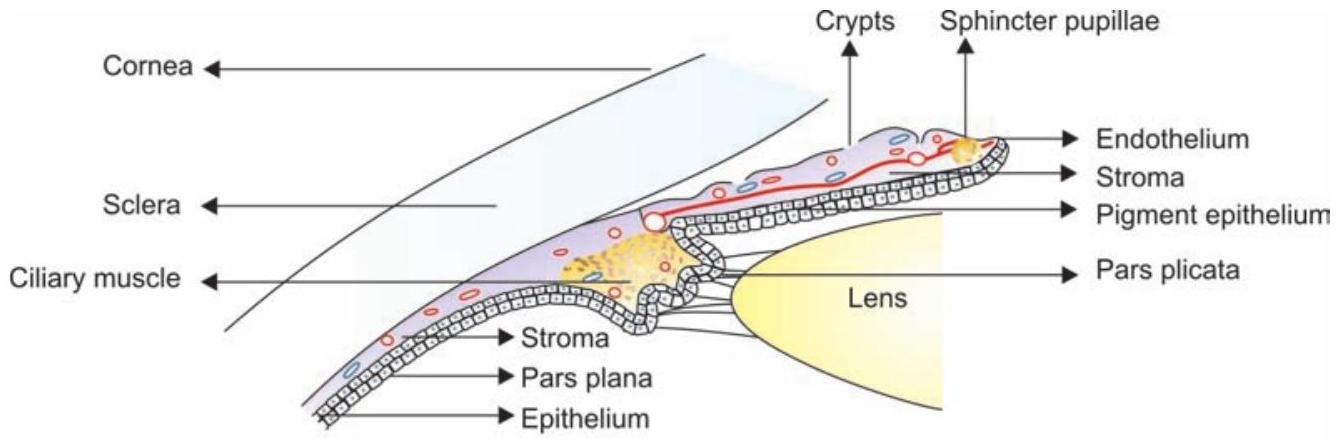 Crypts
Sphincter pupillae
Cornea
Endothelium
Stroma
Sclera
Pigment epithelium
Ciliary muscle
Pars plicata
Lens
Stroma
Pars plana
Epithelium